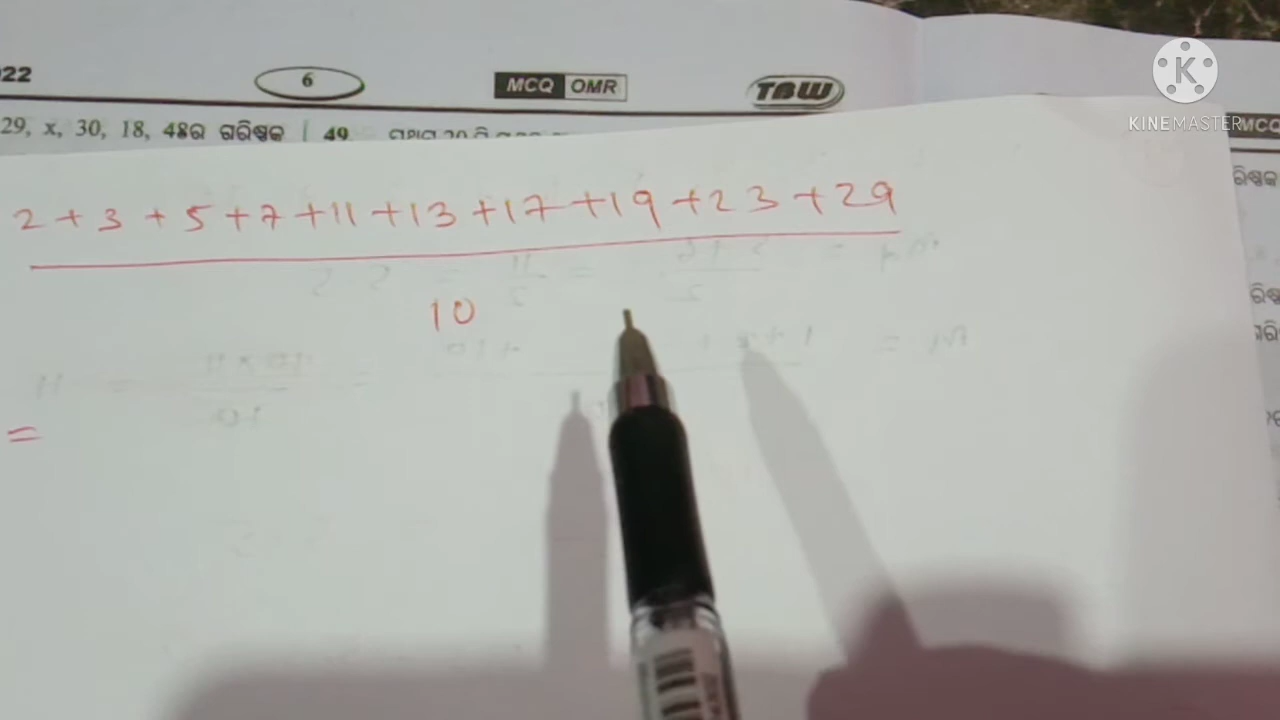 22 6 MCQ OMR TBW
K
KINEMASTER MCQ
29, x, 30, 18, 48ର ଗରିଷ୍ଠକ 49
2 + 3 + 5 + 7 + 11 + 13 + 17 + 19 + 23 + 29
10
=